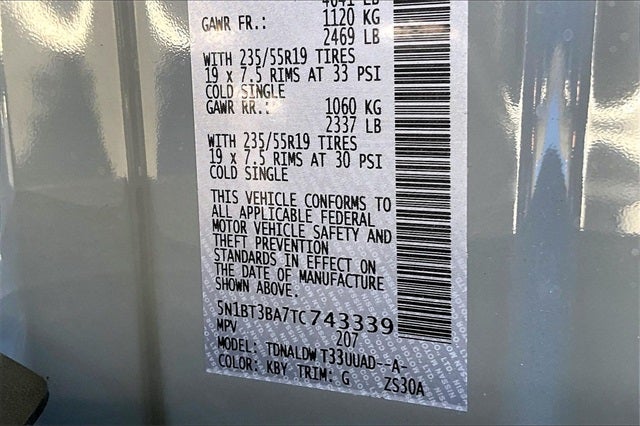 4041 LB
GAWR FR.: 1120 KG
2469 LB
WITH 235/55R19 TIRES
19 x 7.5 RIMS AT 33 PSI
COLD SINGLE
GAWR RR.: 1060 KG
2337 LB
WITH 235/55R19 TIRES
19 x 7.5 RIMS AT 30 PSI
COLD SINGLE
THIS VEHICLE CONFORMS TO
ALL APPLICABLE FEDERAL
MOTOR VEHICLE SAFETY AND
THEFT PREVENTION
STANDARDS IN EFFECT ON
THE DATE OF MANUFACTURE
SHOWN ABOVE.
5N1BT3BA7TC743339
MPV 207
MODEL: TDNALDW T33UUAD--A-
COLOR: KBY TRIM: G ZS30A